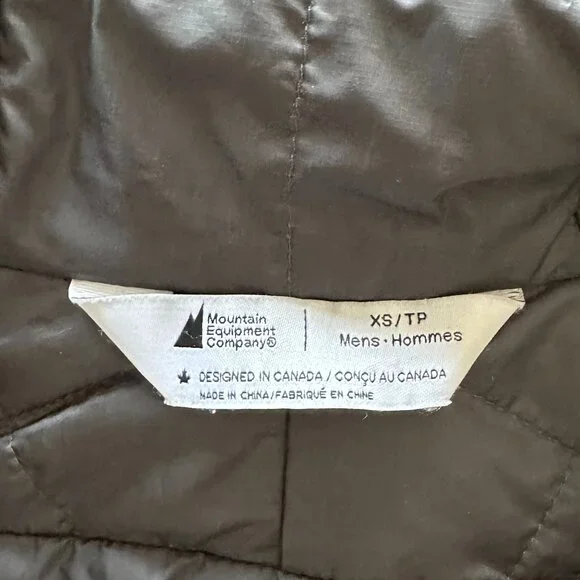 Mountain
Equipment
Company®
XS/TP
Mens · Hommes
DESIGNED IN CANADA / CONÇU AU CANADA
MADE IN CHINA/FABRIQUÉ EN CHINE